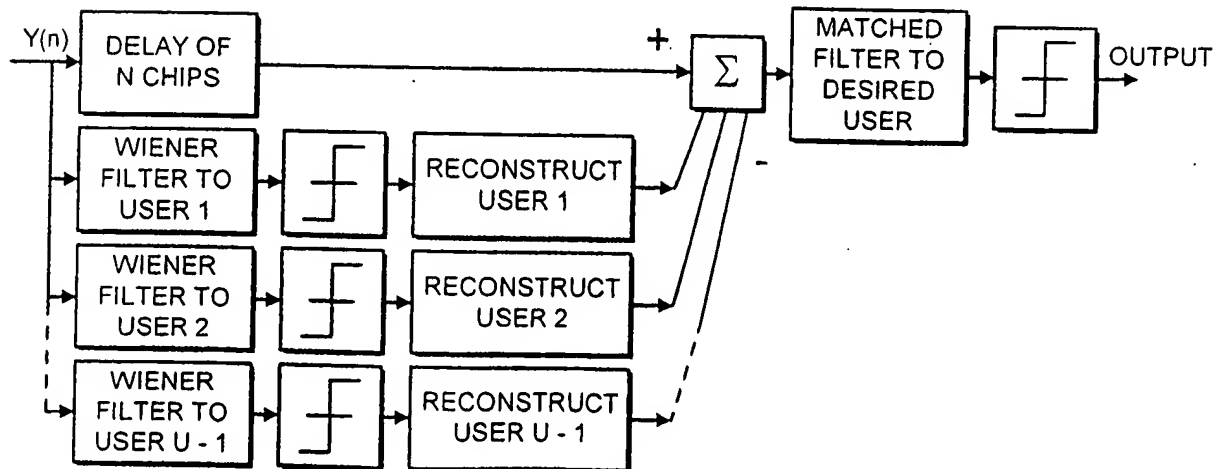 Y(n)
DELAY OF
N CHIPS
+
Σ
MATCHED
FILTER TO
DESIRED
USER
OUTPUT
-
WIENER
FILTER TO
USER 1
RECONSTRUCT
USER 1
WIENER
FILTER TO
USER 2
RECONSTRUCT
USER 2
WIENER
FILTER TO
USER U - 1
RECONSTRUCT
USER U - 1